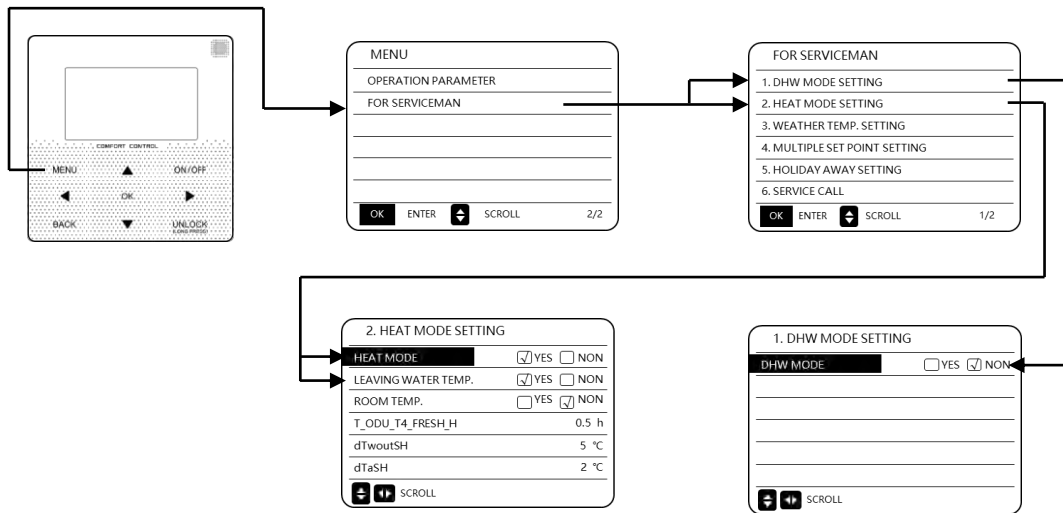 COMFORT CONTROL
MENU ON/OFF
OK
BACK UNLOCK
(LONG PRESS)
MENU
OPERATION PARAMETER
FOR SERVICEMAN
OK ENTER SCROLL 2/2
FOR SERVICEMAN
1. DHW MODE SETTING
2. HEAT MODE SETTING
3. WEATHER TEMP. SETTING
4. MULTIPLE SET POINT SETTING
5. HOLIDAY AWAY SETTING
6. SERVICE CALL
OK ENTER SCROLL 1/2
2. HEAT MODE SETTING
HEAT MODE YES NON
LEAVING WATER TEMP. YES NON
ROOM TEMP. YES NON
T_ODU_T4_FRESH_H 0.5 h
dTwoutSH 5 ℃
dTaSH 2 ℃
SCROLL
1. DHW MODE SETTING
DHW MODE YES NON
SCROLL